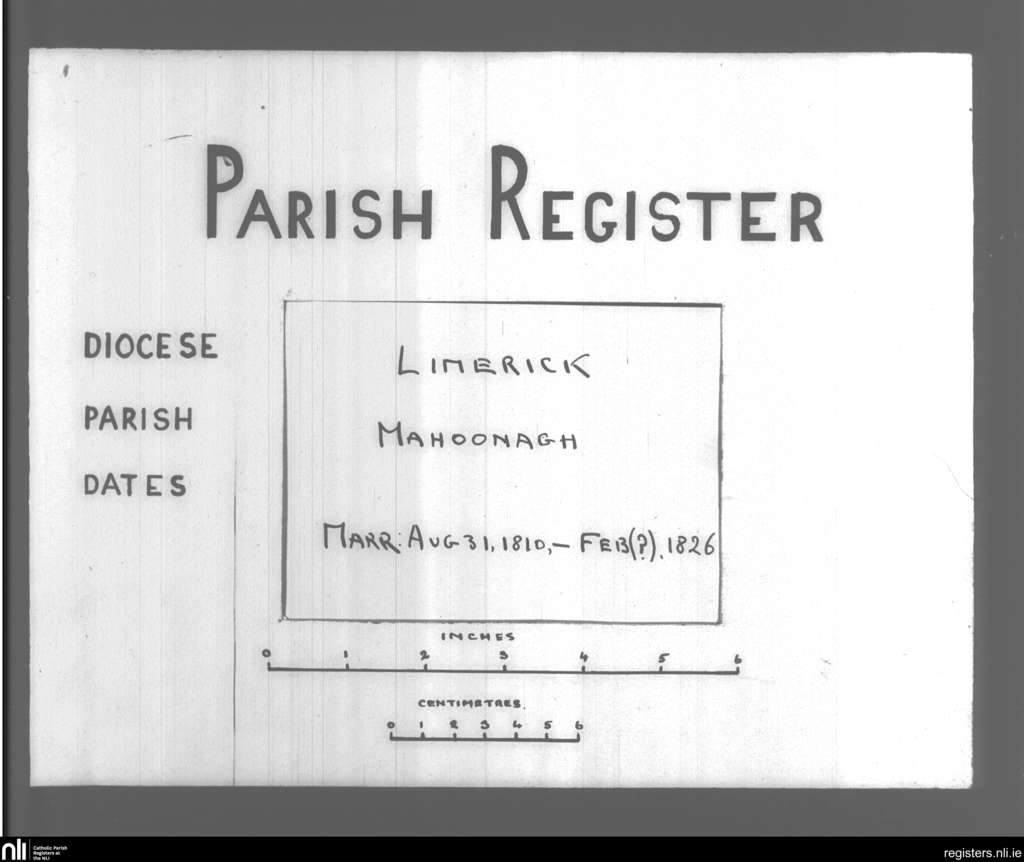 PARISH REGISTER
DIOCESE LIMERICK
PARISH MAHOONAGH
DATES
MARR: AUG 31, 1810, – FEB(?), 1826
INCHES
0 1 2 3 4 5 6
CENTIMETRES.
0 1 2 3 4 5 6
nli Catholic Parish
Registers at
the NLI
registers.nli.ie